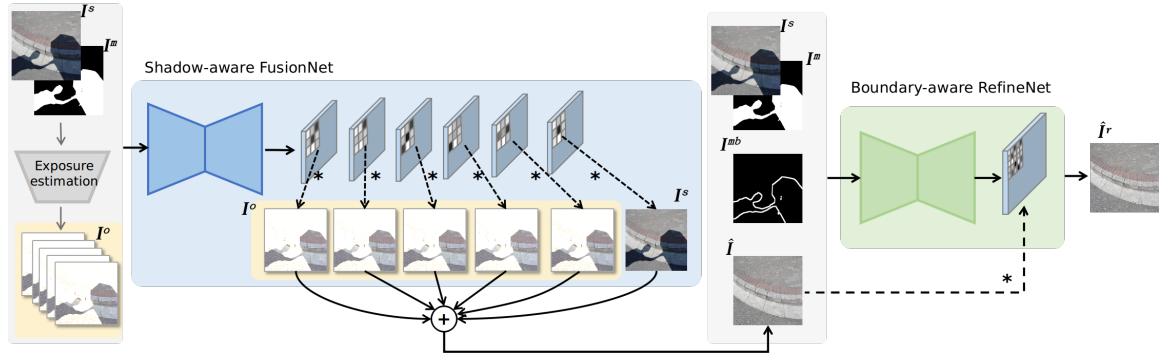 I^s
I^m
Exposure
estimation
I^o
Shadow-aware FusionNet
* * * * * *
I^o
I^s
+
I^s
I^m
I^mb
Î
Boundary-aware RefineNet
*
Î^r